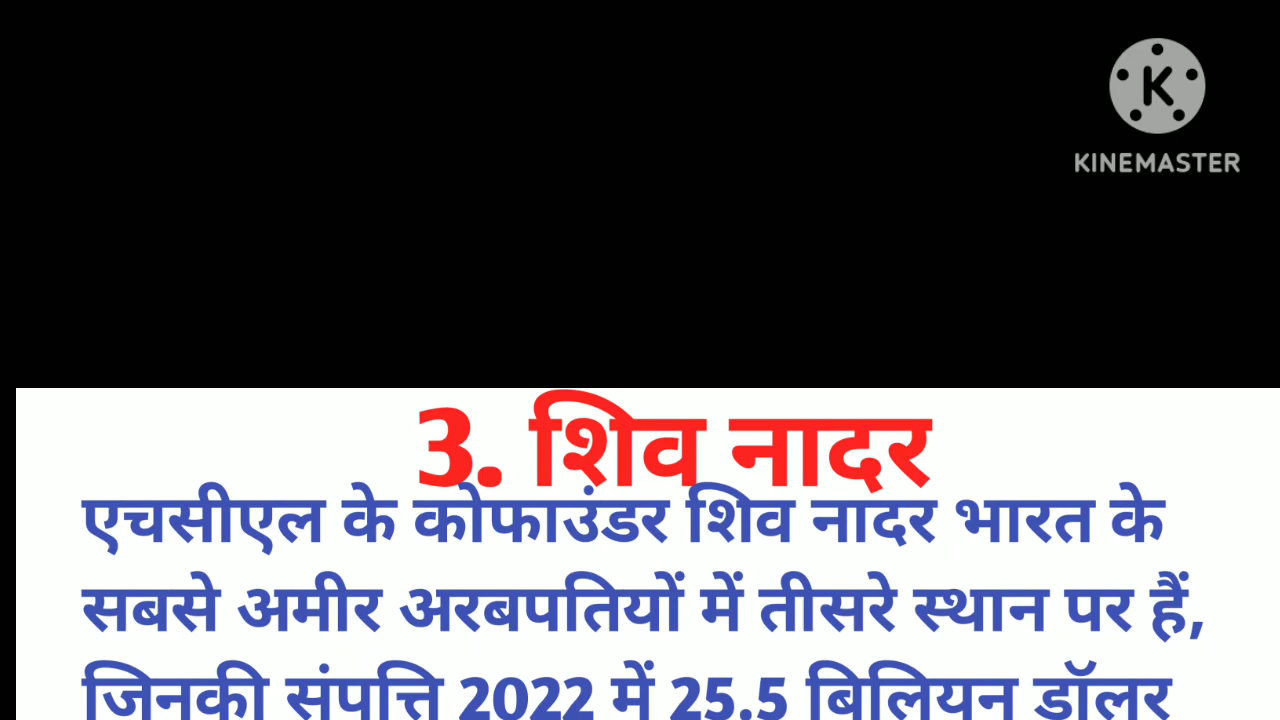 K
KINEMASTER
3. शिव नादर
एचसीएल के कोफाउंडर शिव नादर भारत के
सबसे अमीर अरबपतियों में तीसरे स्थान पर हैं,
जिनकी संपत्ति 2022 में 25.5 बिलियन डॉलर